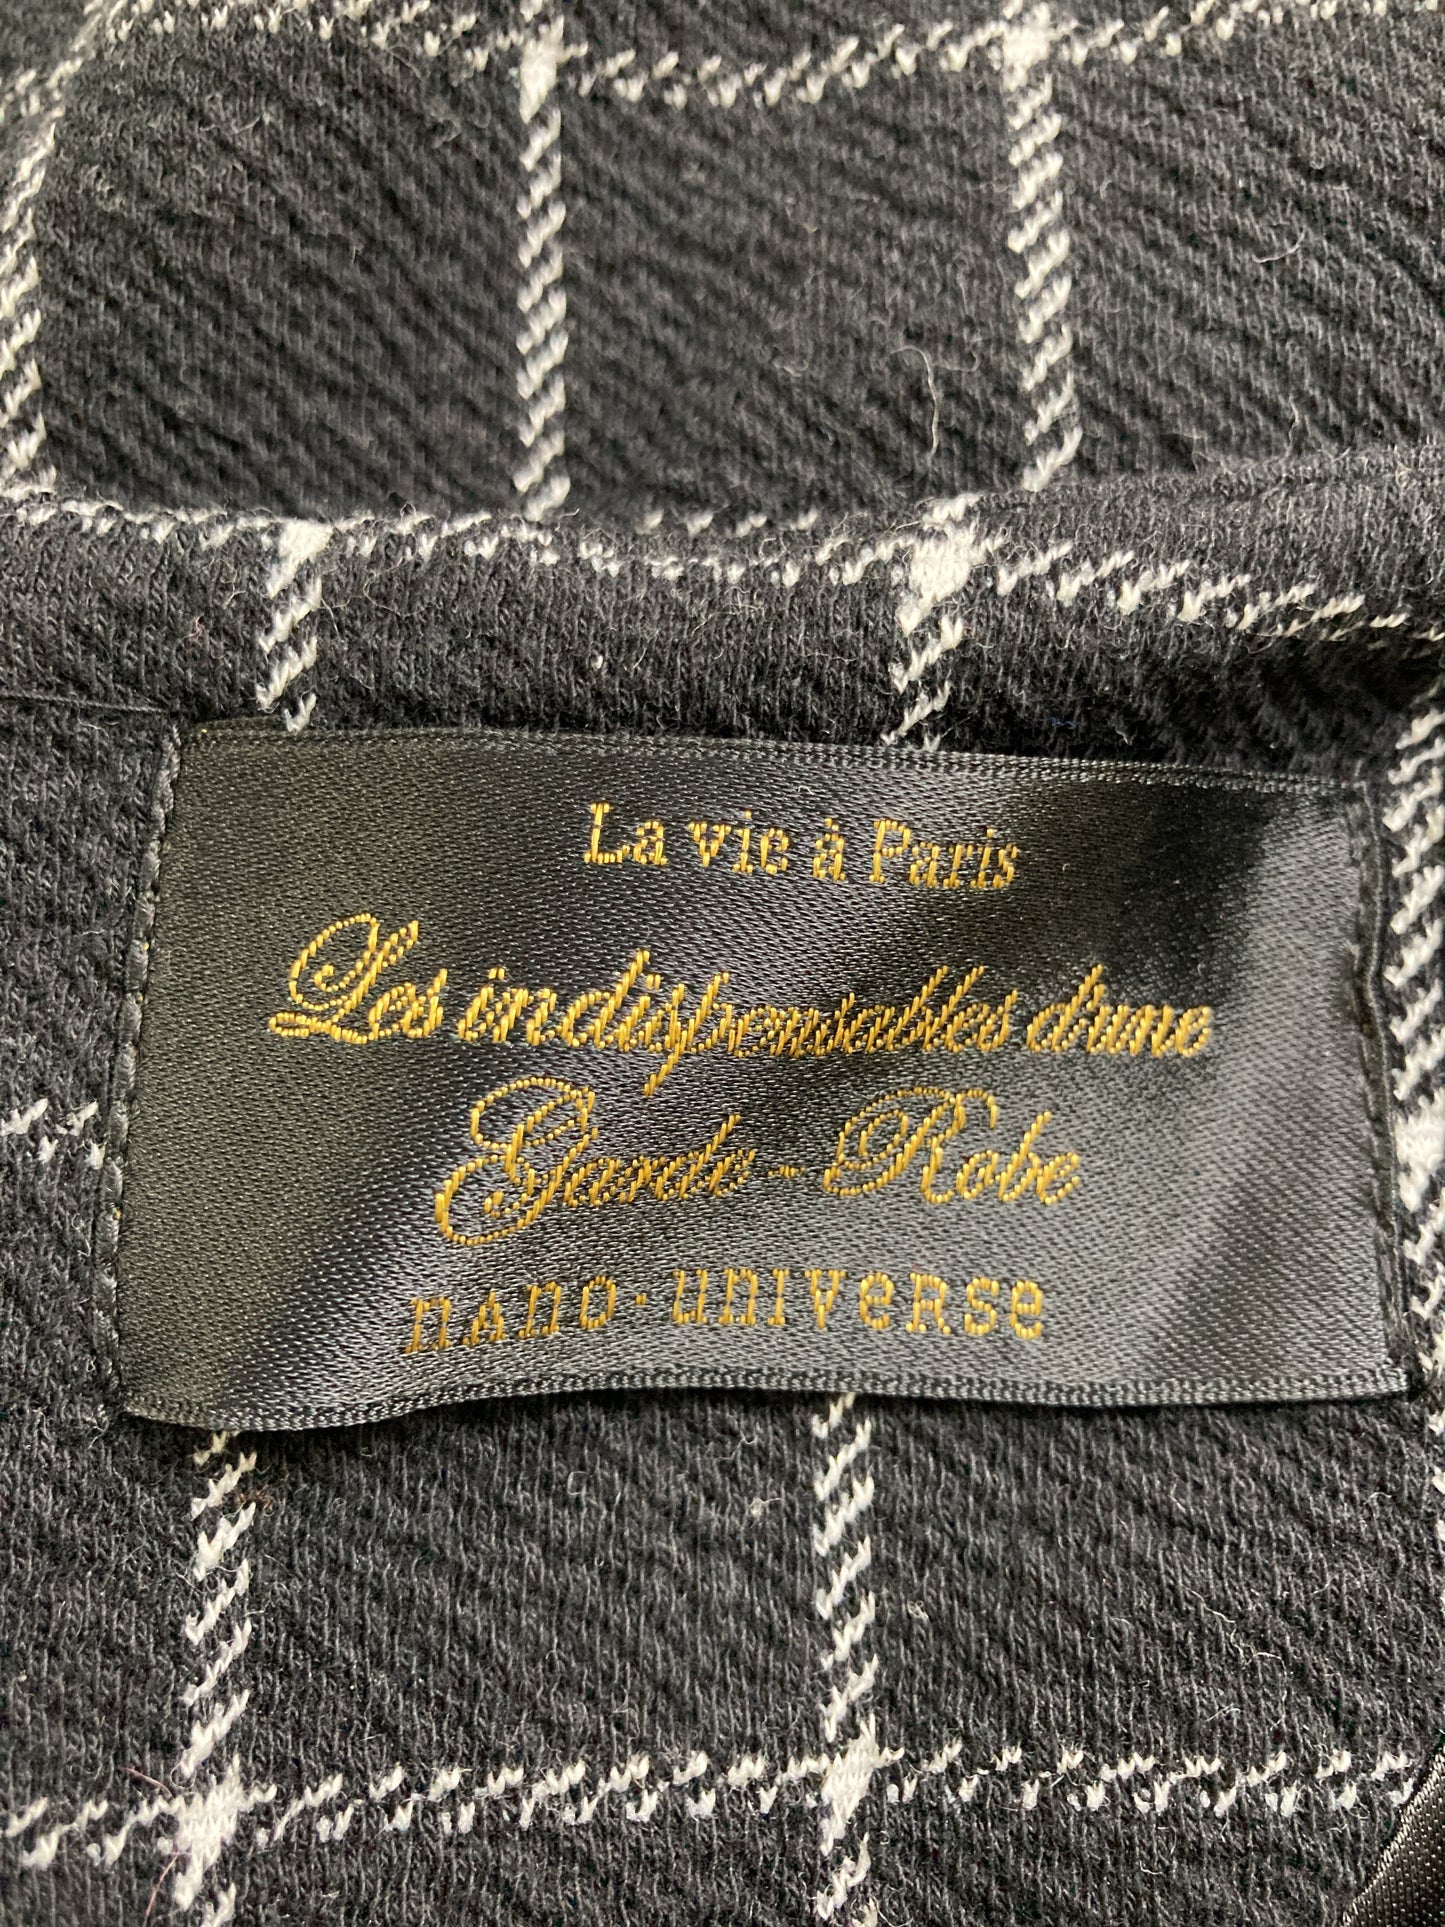 La vie à Paris
Les indispensables d'une
Garde-Robe
nano·universe